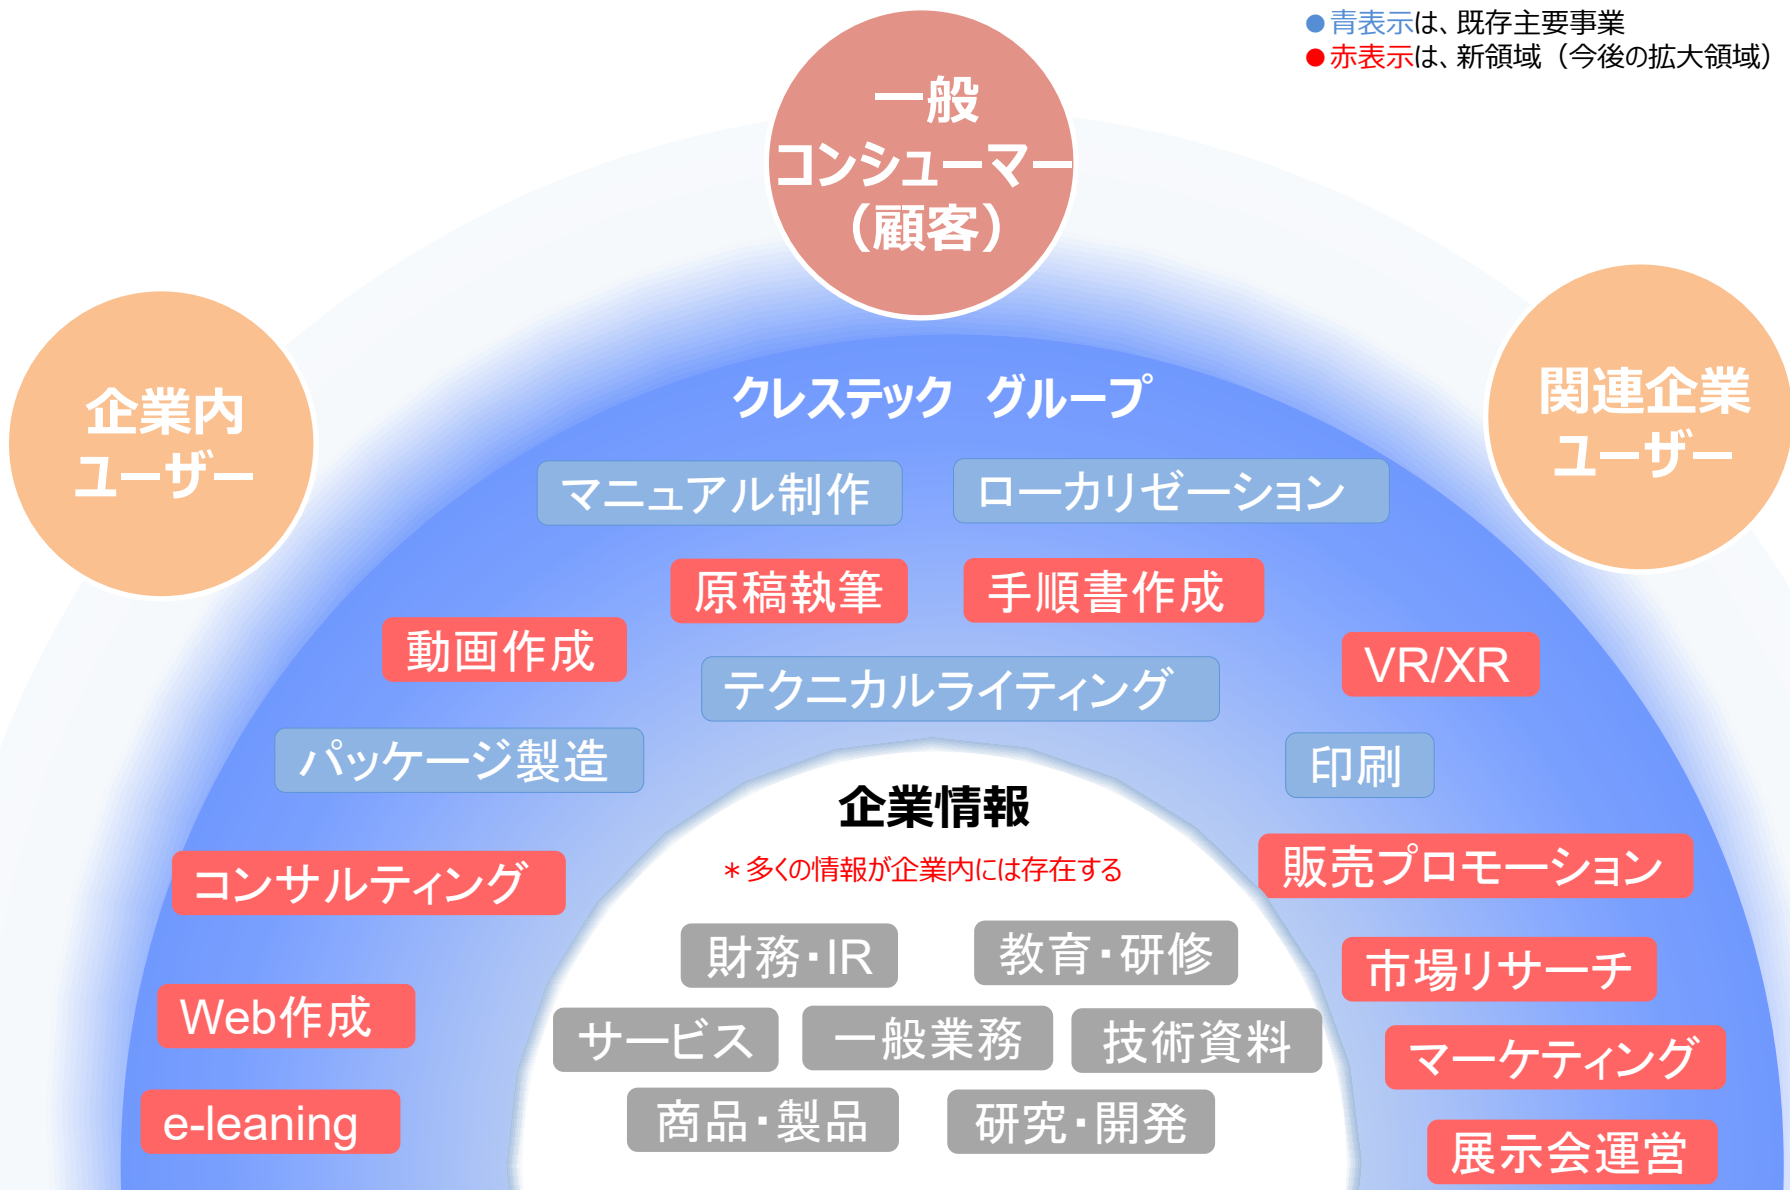 ●青表示は、既存主要事業
●赤表示は、新領域（今後の拡大領域）
一般
コンシューマー
（顧客）
企業内
ユーザー
関連企業
ユーザー
クレステック　グループ
マニュアル制作
ローカリゼーション
原稿執筆
手順書作成
動画作成
VR/XR
テクニカルライティング
パッケージ製造
印刷
企業情報
＊多くの情報が企業内には存在する
コンサルティング
販売プロモーション
財務・IR
教育・研修
市場リサーチ
Web作成
サービス
一般業務
技術資料
マーケティング
e-leaning
商品・製品
研究・開発
展示会運営